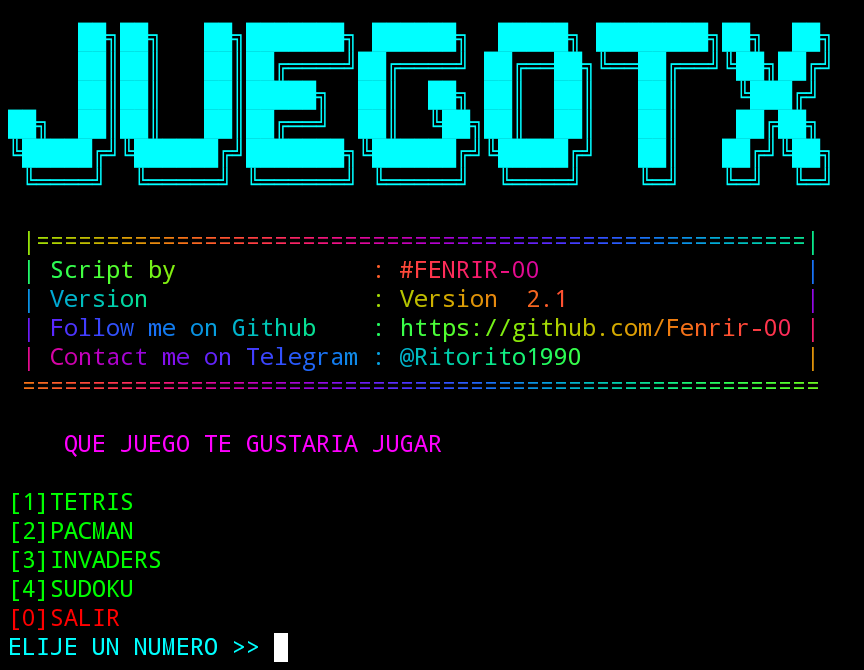 JUEGOTX
|=======================================================|
| Script by : #FENRIR-00 |
| Version : Version 2.1 |
| Follow me on Github : https://github.com/Fenrir-00 |
| Contact me on Telegram : @Ritorito1990 |
=========================================================
QUE JUEGO TE GUSTARIA JUGAR
[1]TETRIS
[2]PACMAN
[3]INVADERS
[4]SUDOKU
[0]SALIR
ELIJE UN NUMERO >>